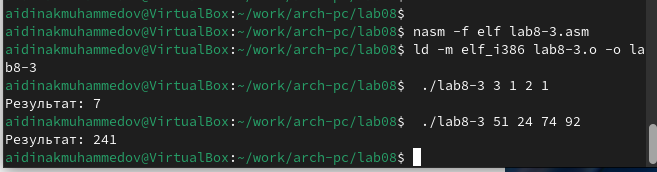 aidinakmuhammedov@VirtualBox:~/work/arch-pc/lab08$
aidinakmuhammedov@VirtualBox:~/work/arch-pc/lab08$ nasm -f elf lab8-3.asm
aidinakmuhammedov@VirtualBox:~/work/arch-pc/lab08$ ld -m elf_i386 lab8-3.o -o la
b8-3
aidinakmuhammedov@VirtualBox:~/work/arch-pc/lab08$  ./lab8-3 3 1 2 1
Результат: 7
aidinakmuhammedov@VirtualBox:~/work/arch-pc/lab08$  ./lab8-3 51 24 74 92
Результат: 241
aidinakmuhammedov@VirtualBox:~/work/arch-pc/lab08$